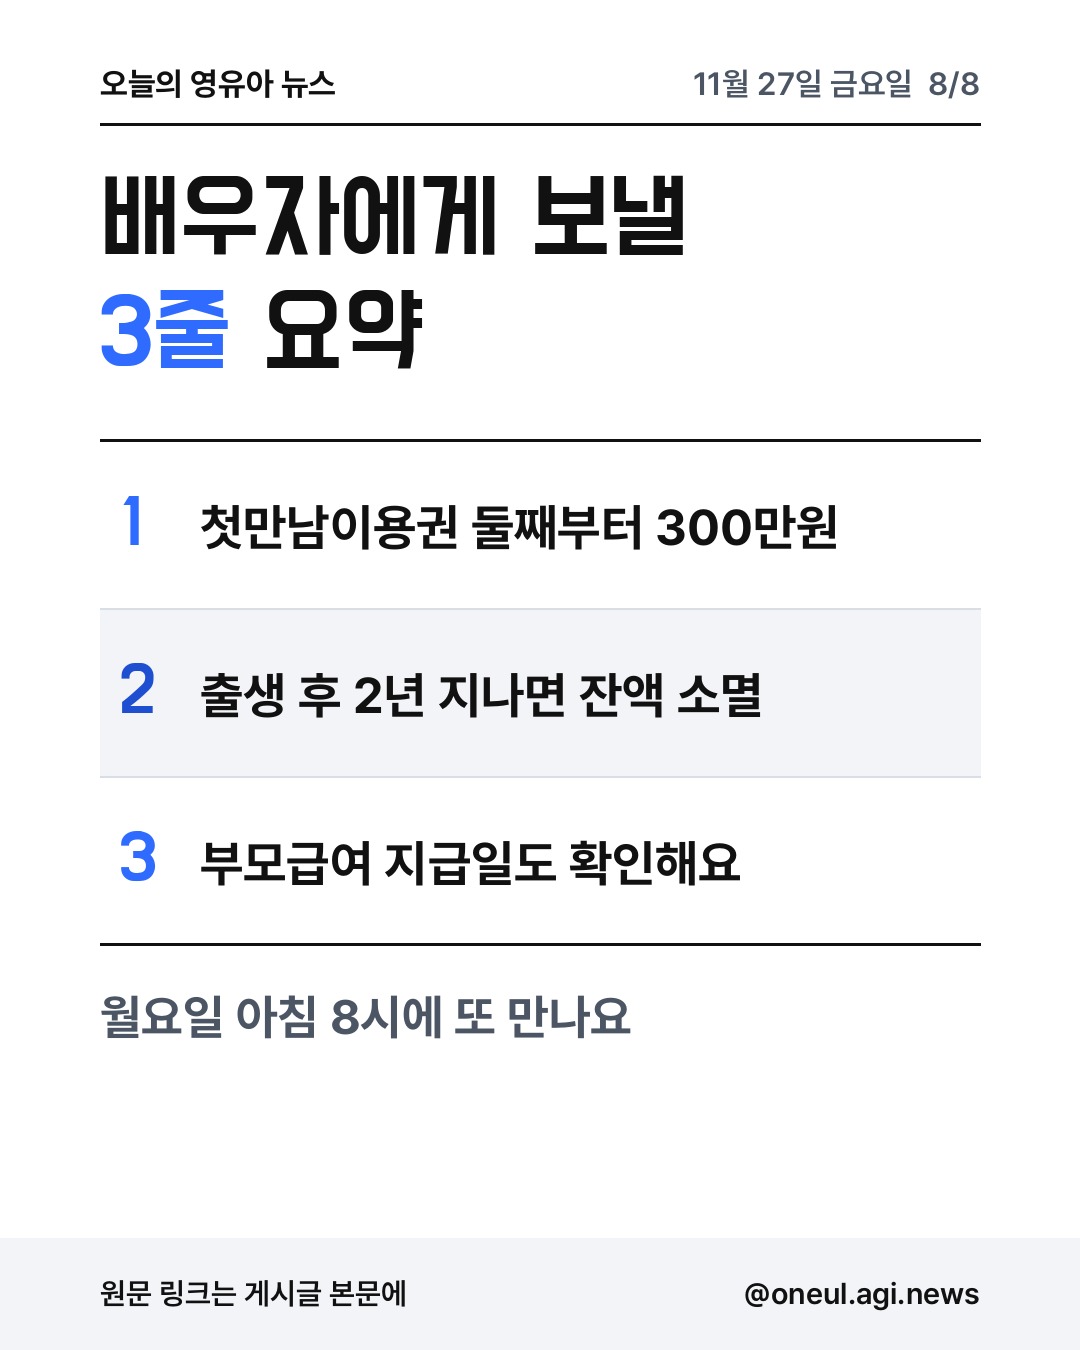 오늘의 영유아 뉴스
11월 27일 금요일 8/8
배우자에게 보낼
3줄 요약
1 첫만남이용권 둘째부터 300만원
2 출생 후 2년 지나면 잔액 소멸
3 부모급여 지급일도 확인해요
월요일 아침 8시에 또 만나요
원문 링크는 게시글 본문에
@oneul.agi.news